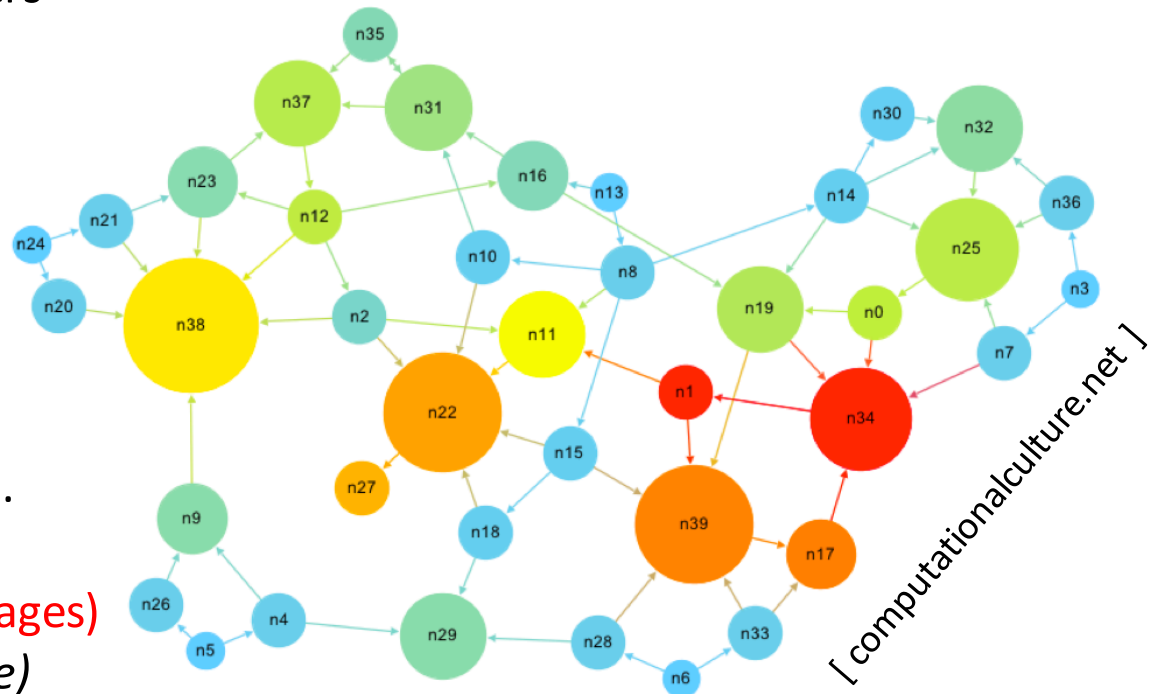 n35
n37
n31
n30
n32
n23
n16
n13
n14
n36
n21
n12
n24
n10
n8
n25
n20
n38
n2
n11
n19
n0
n3
n7
n1
n22
n34
n15
n27
.
n9
n18
n39
n17
n26
n4
ages)
n29
n28
n33
n5
e)
n6
[ computationalculture.net ]